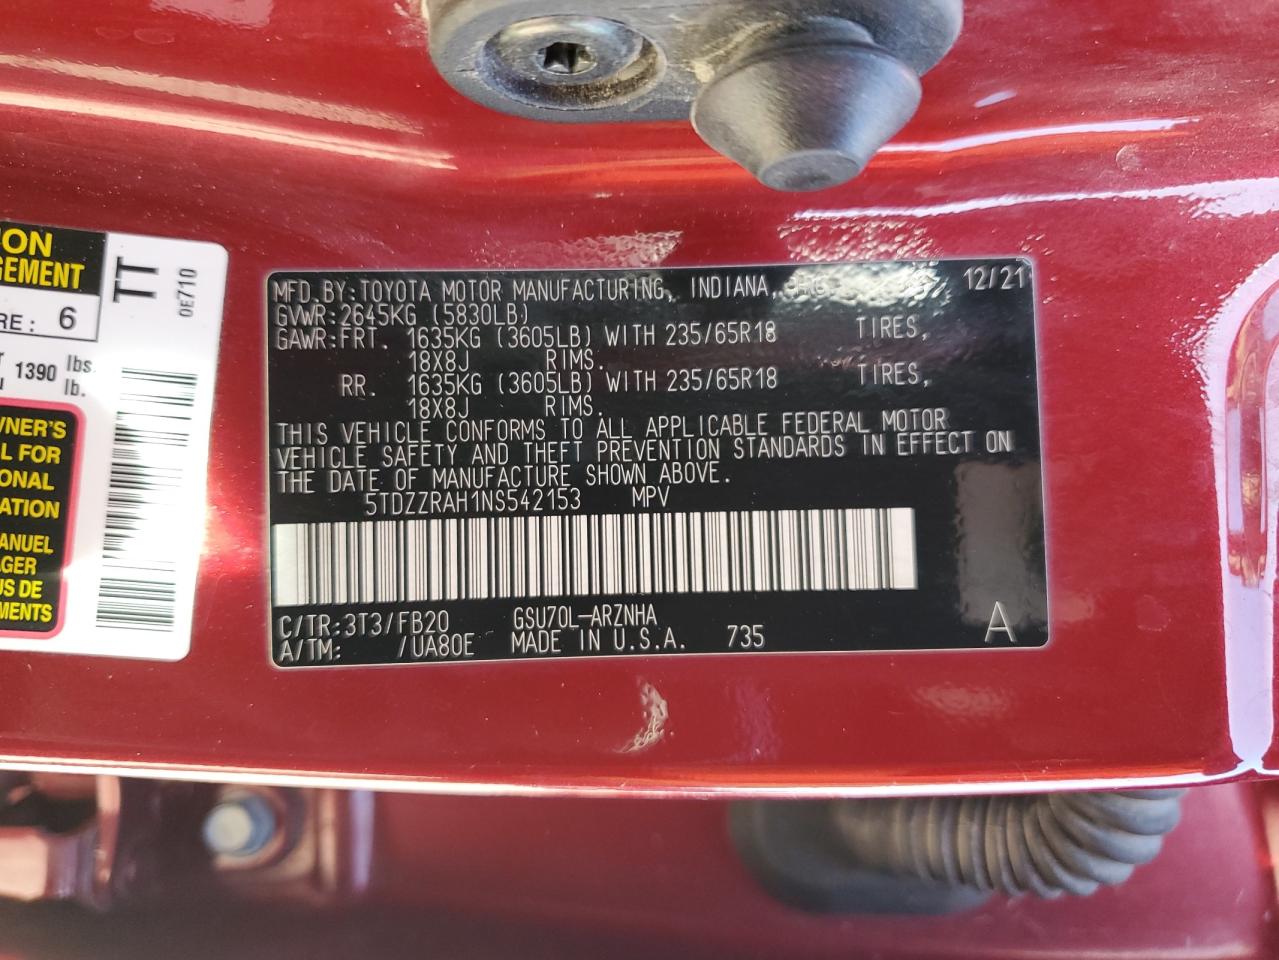 ON
GEMENT
RE: 6
1390 lbs.
lb.
WNER'S
L FOR
ONAL
ATION
ANUEL
GER
US DE
MENTS
TT
0E710
MFD. BY: TOYOTA MOTOR MANUFACTURING, INDIANA, 12/21
GVWR: 2645KG (5830LB)
GAWR: FRT. 1635KG (3605LB) WITH 235/65R18 TIRES,
18X8J RIMS.
RR. 1635KG (3605LB) WITH 235/65R18 TIRES,
18X8J RIMS.
THIS VEHICLE CONFORMS TO ALL APPLICABLE FEDERAL MOTOR
VEHICLE SAFETY AND THEFT PREVENTION STANDARDS IN EFFECT ON
THE DATE OF MANUFACTURE SHOWN ABOVE.
5TDZZRAH1NS542153 MPV
C/TR: 3T3/FB20 GSU70L-ARZNHA
A/TM: /UA80E MADE IN U.S.A. 735 A